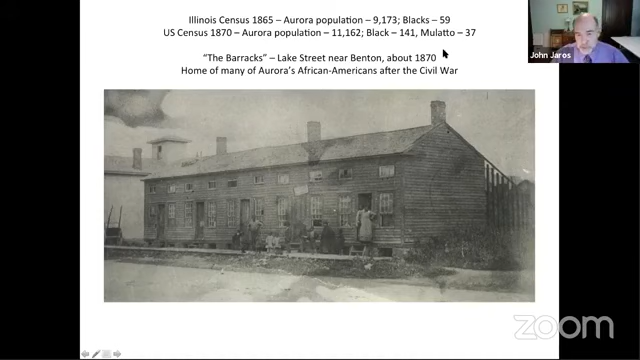 Illinois Census 1865 – Aurora population – 9,173; Blacks – 59
US Census 1870 – Aurora population – 11,162; Black – 141, Mulatto – 37
“The Barracks” – Lake Street near Benton, about 1870
Home of many of Aurora’s African-Americans after the Civil War
John Jaros
zoom